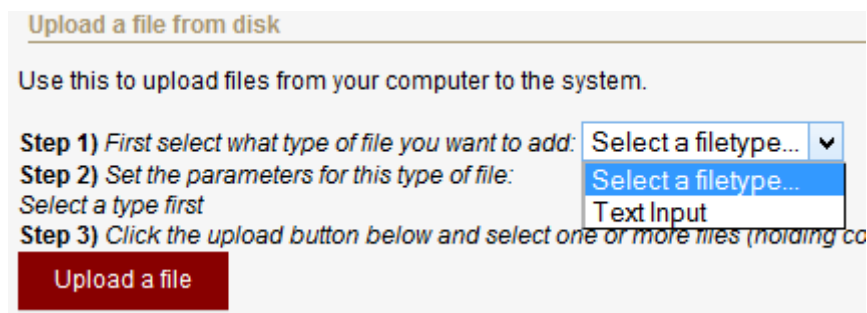 Upload a file from disk
Use this to upload files from your computer to the system.
Step 1) First select what type of file you want to add: Select a filetype...
Select a filetype...
Step 2) Set the parameters for this type of file:
Text Input
Select a type first
Step 3) Click the upload button below and select one or more files (holding
Upload a file